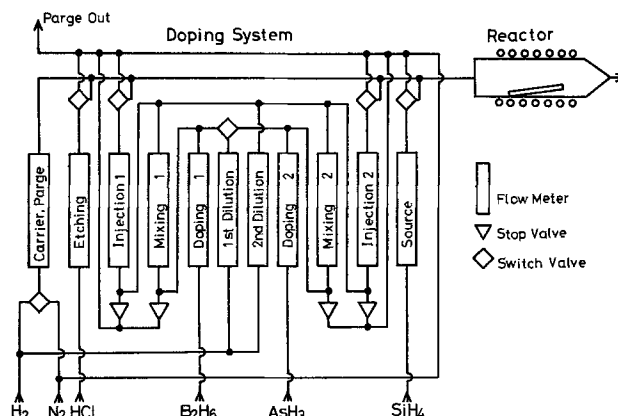 Parge Out
Doping System
Reactor
Carrier, Parge
Etching
Injection 1
Mixing 1
Doping 1
1st Dilution
2nd Dilution
Doping 2
Mixing 2
Injection 2
Source
Flow Meter
Stop Valve
Switch Valve
H₂
N₂
HCl
B₂H₆
AsH₃
SiH₄